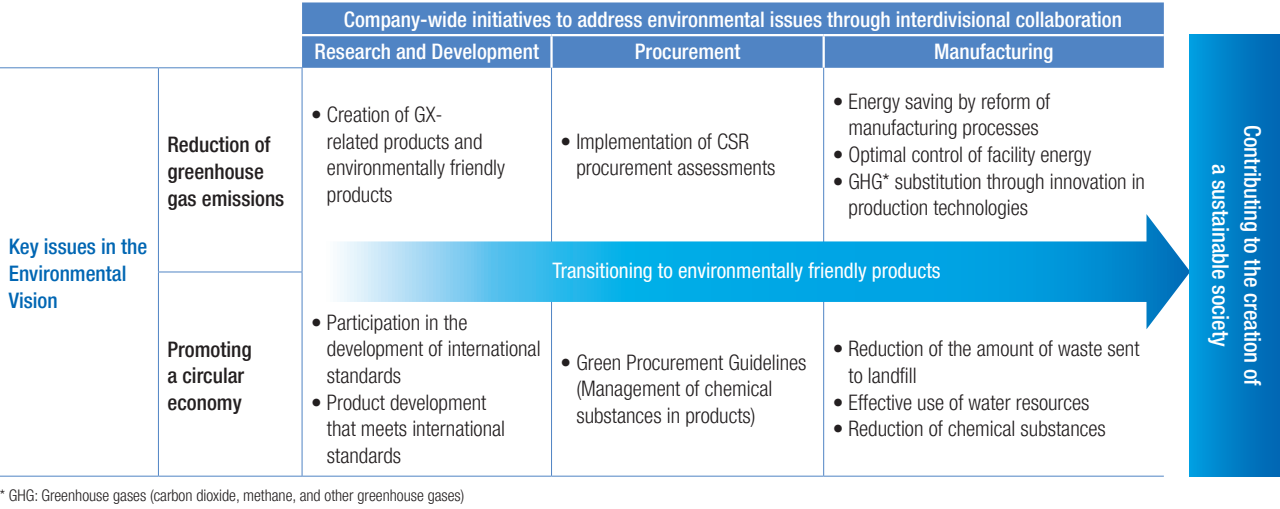 Company-wide initiatives to address environmental issues through interdivisional collaboration
Research and Development
Procurement
Manufacturing
Key issues in the
Environmental
Vision
Reduction of
greenhouse
gas emissions
• Creation of GX-
related products and
environmentally friendly
products
• Implementation of CSR
procurement assessments
• Energy saving by reform of
manufacturing processes
• Optimal control of facility energy
• GHG* substitution through innovation in
production technologies
Transitioning to environmentally friendly products
Promoting
a circular
economy
• Participation in the
development of international
standards
• Product development
that meets international
standards
• Green Procurement Guidelines
(Management of chemical
substances in products)
• Reduction of the amount of waste sent
to landfill
• Effective use of water resources
• Reduction of chemical substances
Contributing to the creation of
a sustainable society
* GHG: Greenhouse gases (carbon dioxide, methane, and other greenhouse gases)